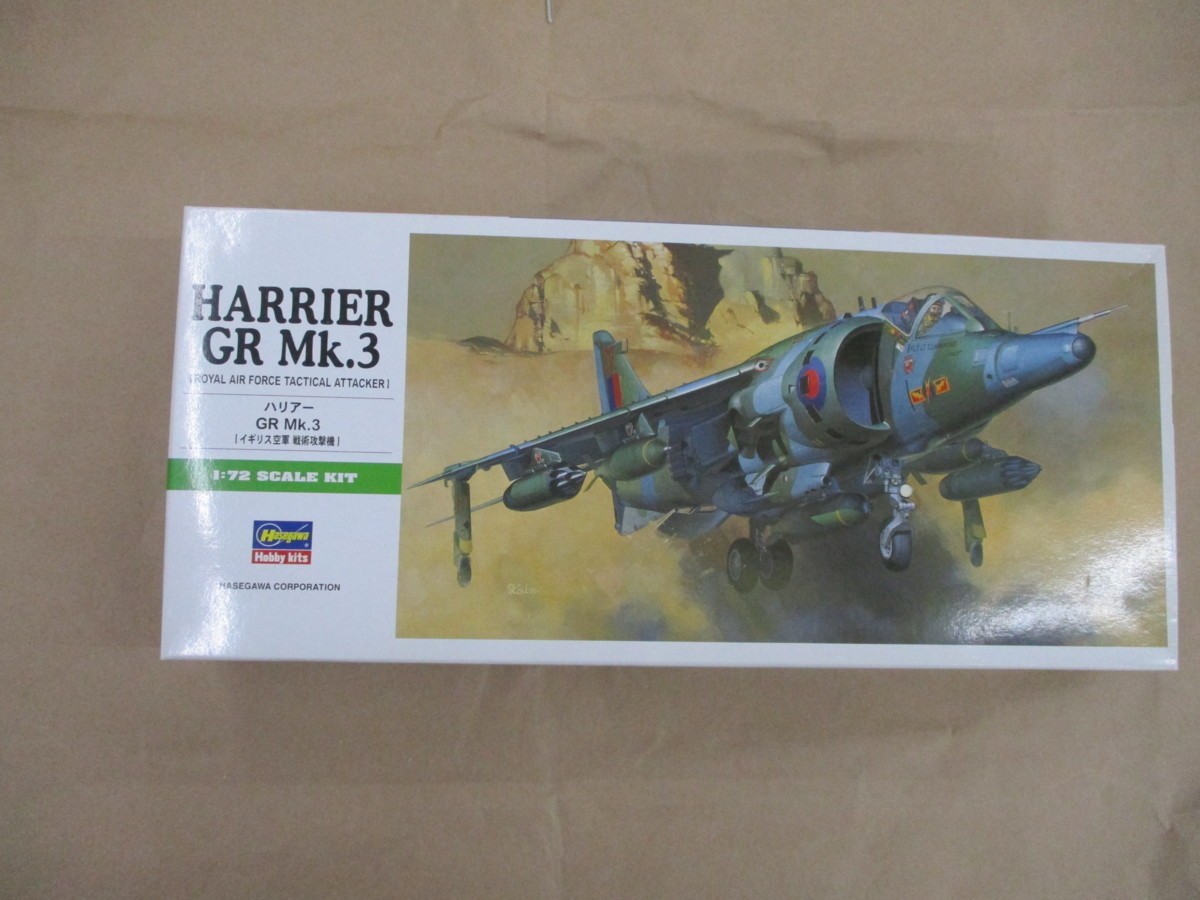 HARRIER
GR Mk.3
[ROYAL AIR FORCE TACTICAL ATTACKER]
ハリアー
GR Mk.3
[イギリス空軍 戦術攻撃機]
1:72 SCALE KIT
Hasegawa
Hobby kits
HASEGAWA CORPORATION